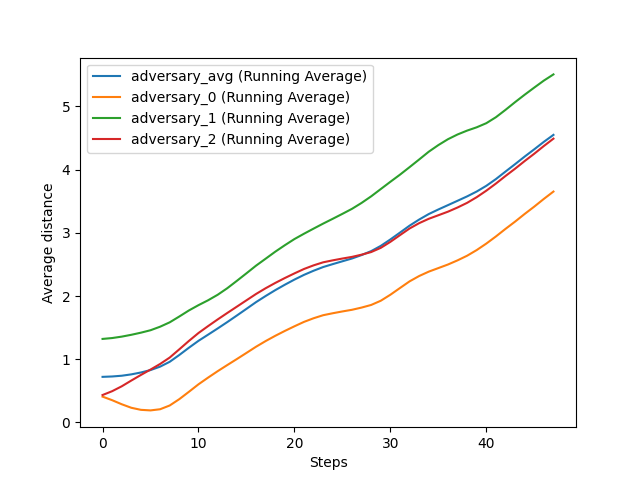 adversary_avg (Running Average)
adversary_0 (Running Average)
adversary_1 (Running Average)
adversary_2 (Running Average)
Average distance
5
4
3
2
1
0
0 10 20 30 40
Steps